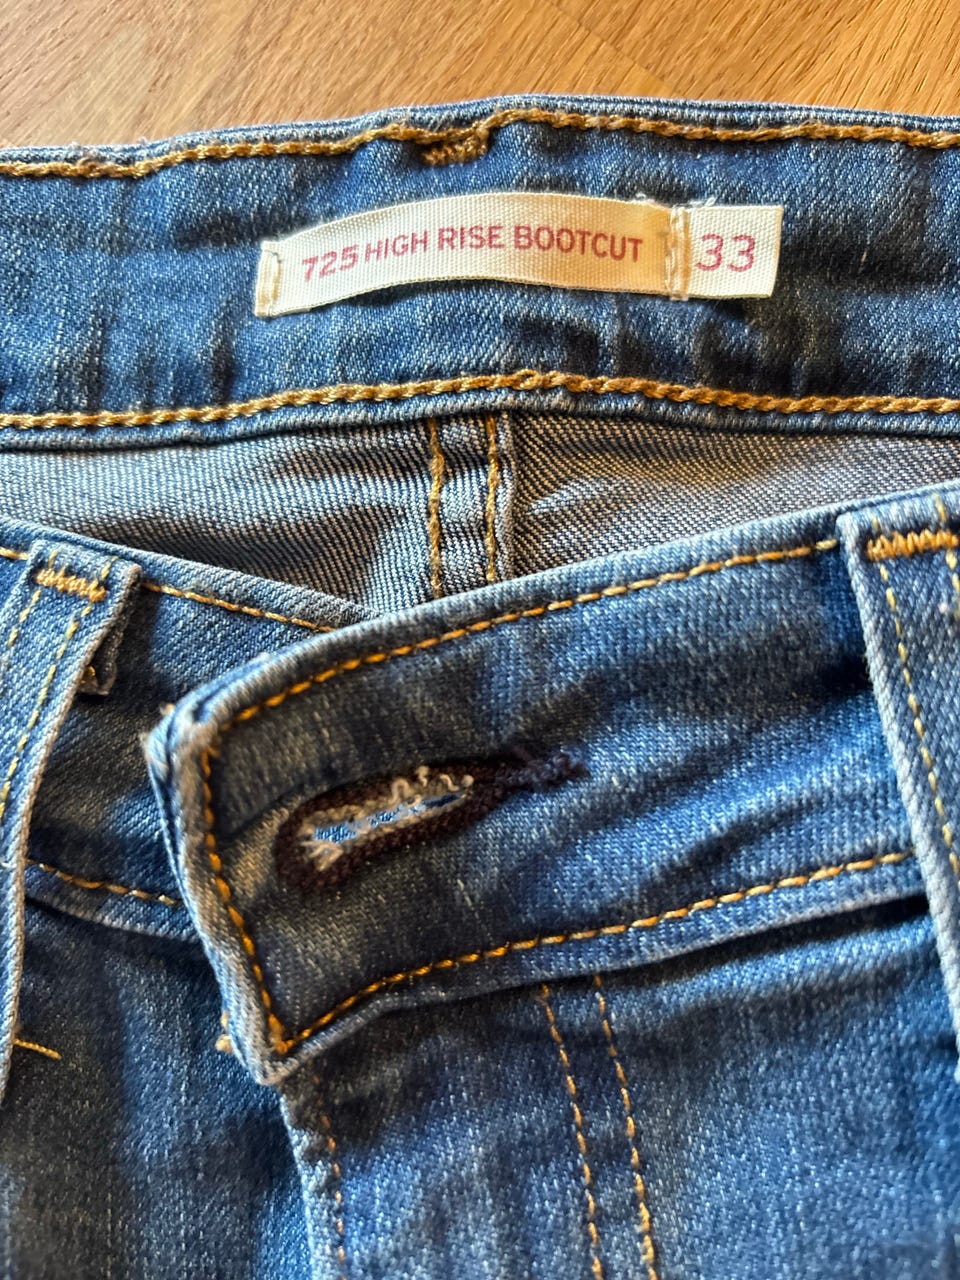 725 HIGH RISE BOOTCUT 33